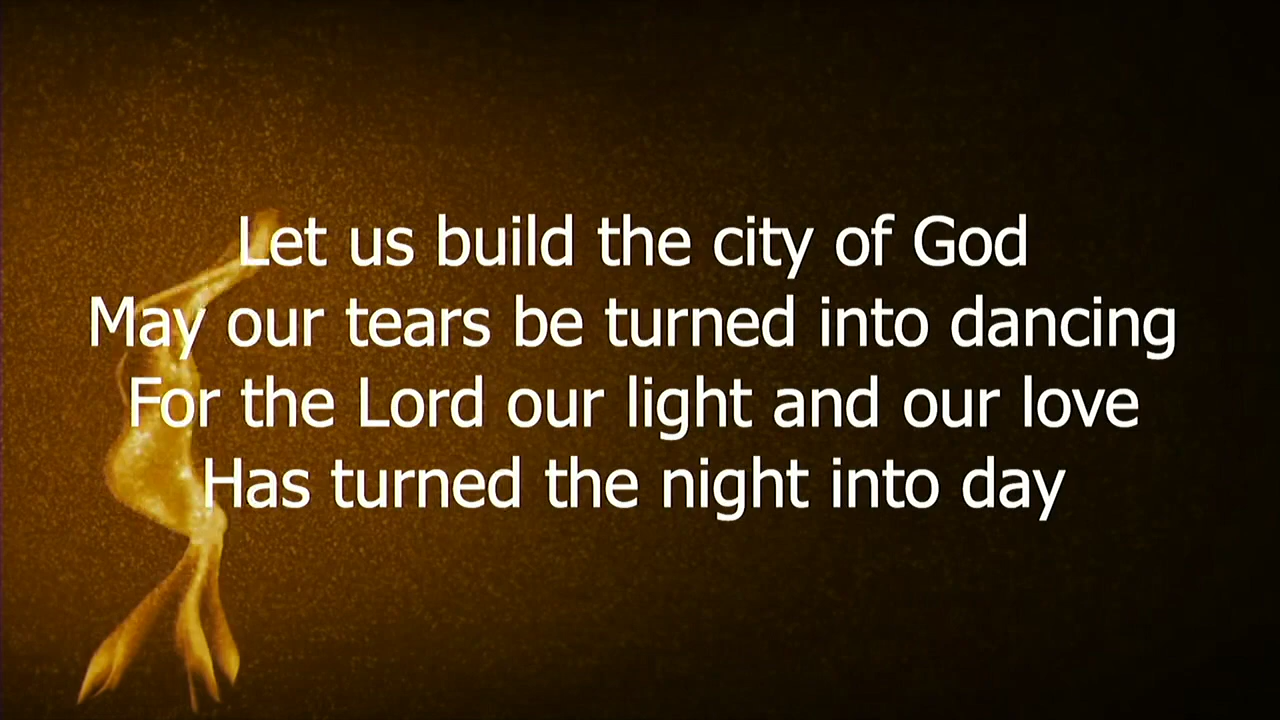 Let us build the city of God
May our tears be turned into dancing
For the Lord our light and our love
Has turned the night into day